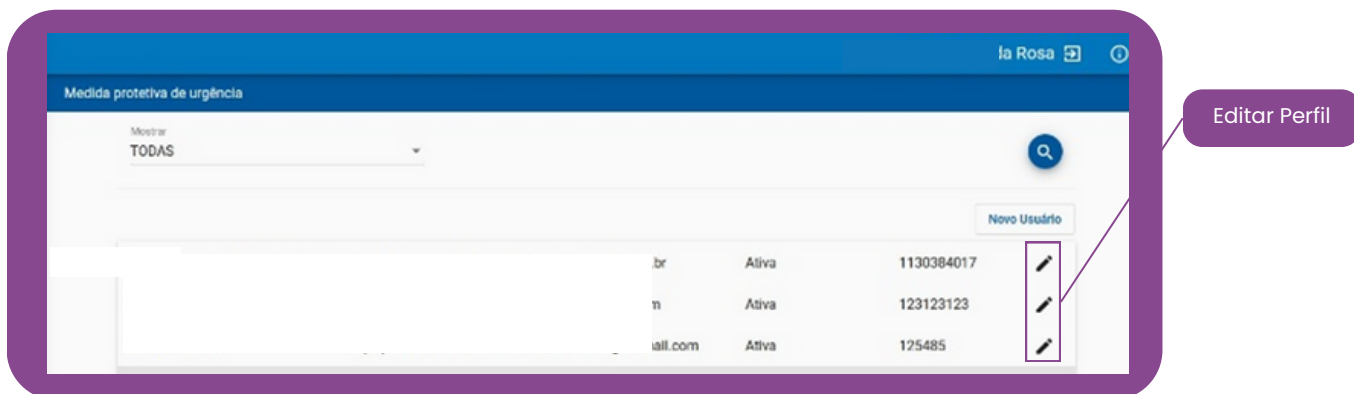 la Rosa
Medida protetiva de urgência
Editar Perfil
Mostrar
TODAS
Novo Usuário
.br Ativa 1130384017
m Ativa 123123123
ail.com Ativa 125485